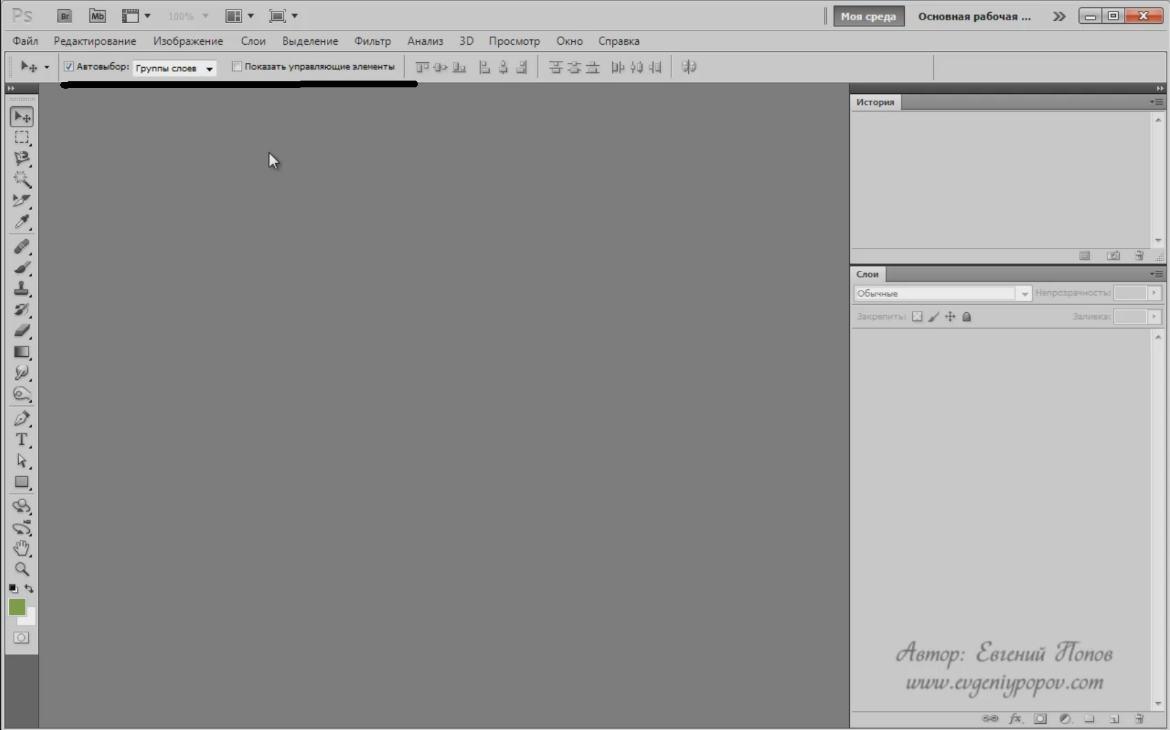 Ps Br Mb 100% Моя среда Основная рабочая ...
Файл Редактирование Изображение Слои Выделение Фильтр Анализ 3D Просмотр Окно Справка
Автовыбор: Группы слоев Показать управляющие элементы
История
Слои
Обычные Непрозрачность:
Закрепить: Заливка:
T
Автор: Евгений Попов
www.evgeniypopov.com
fx